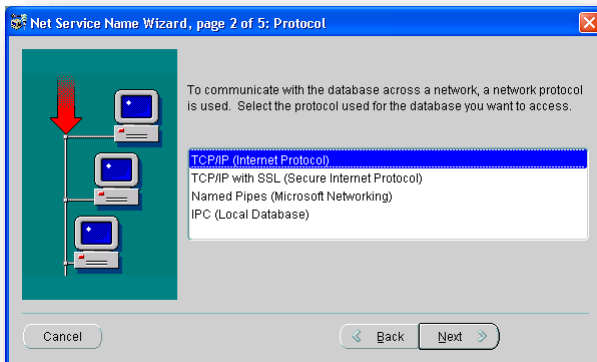 Net Service Name Wizard, page 2 of 5: Protocol
To communicate with the database across a network, a network protocol
is used. Select the protocol used for the database you want to access.
TCP/IP (Internet Protocol)
TCP/IP with SSL (Secure Internet Protocol)
Named Pipes (Microsoft Networking)
IPC (Local Database)
Cancel
Back
Next